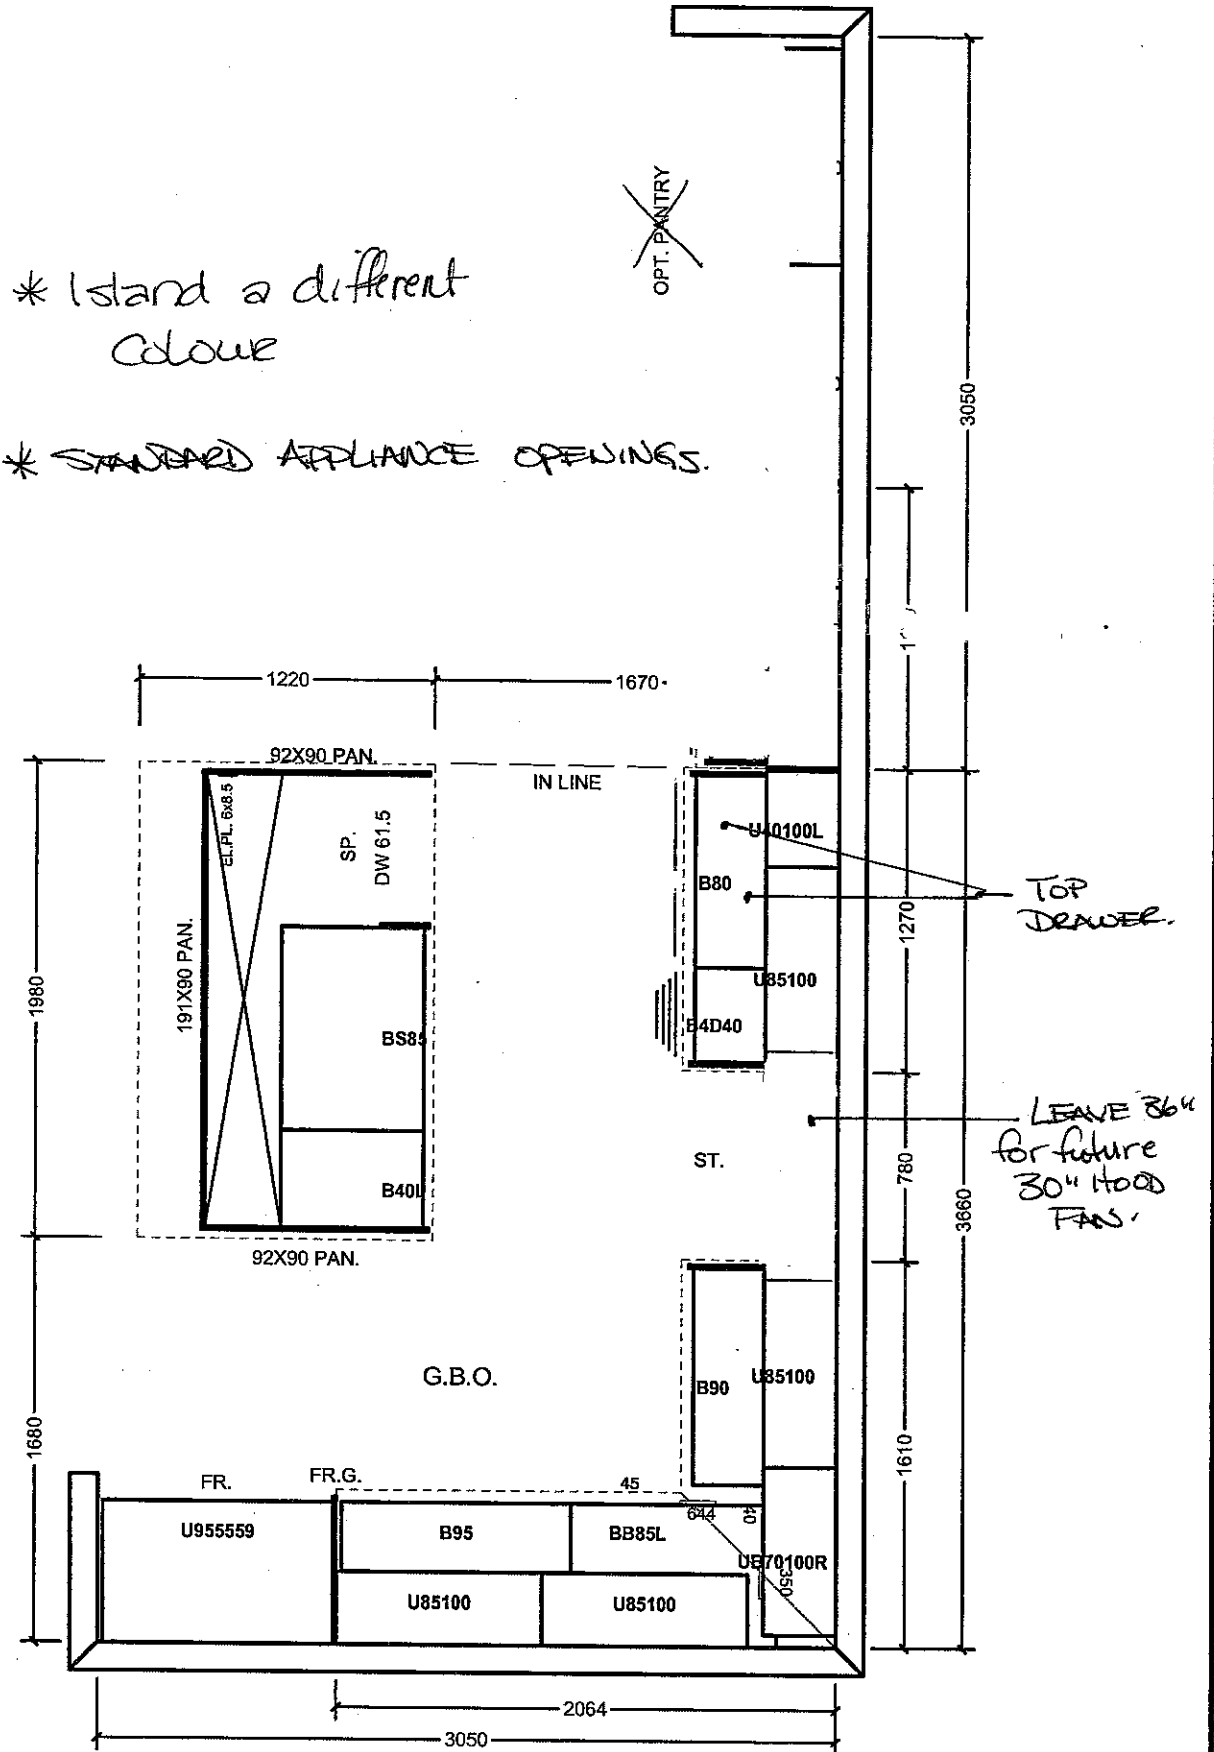 OPT. PANTRY
* Island a different
Colour
* STANDARD APPLIANCE OPENINGS.
3050
1220
1670
92X90 PAN.
IN LINE
EL.PL. 6x8.5
SP.
DW 61.5
U40100L
B80
TOP
DRAWER.
1270
191X90 PAN.
1980
U85100
BS85
B4D40
LEAVE 36"
for future
30" HOOD
FAN.
ST.
780
3660
B40L
92X90 PAN.
G.B.O.
B90
U85100
1680
1610
FR.
FR.G.
45
644
40
U955559
B95
BB85L
UB70100R
350
U85100
U85100
2064
3050